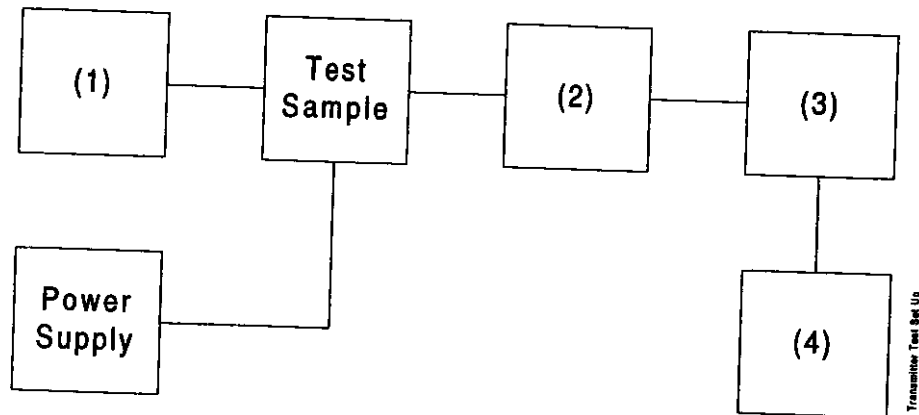 (1)
Test
Sample
(2)
(3)
Power
Supply
(4)
Transmitter Test Set Up